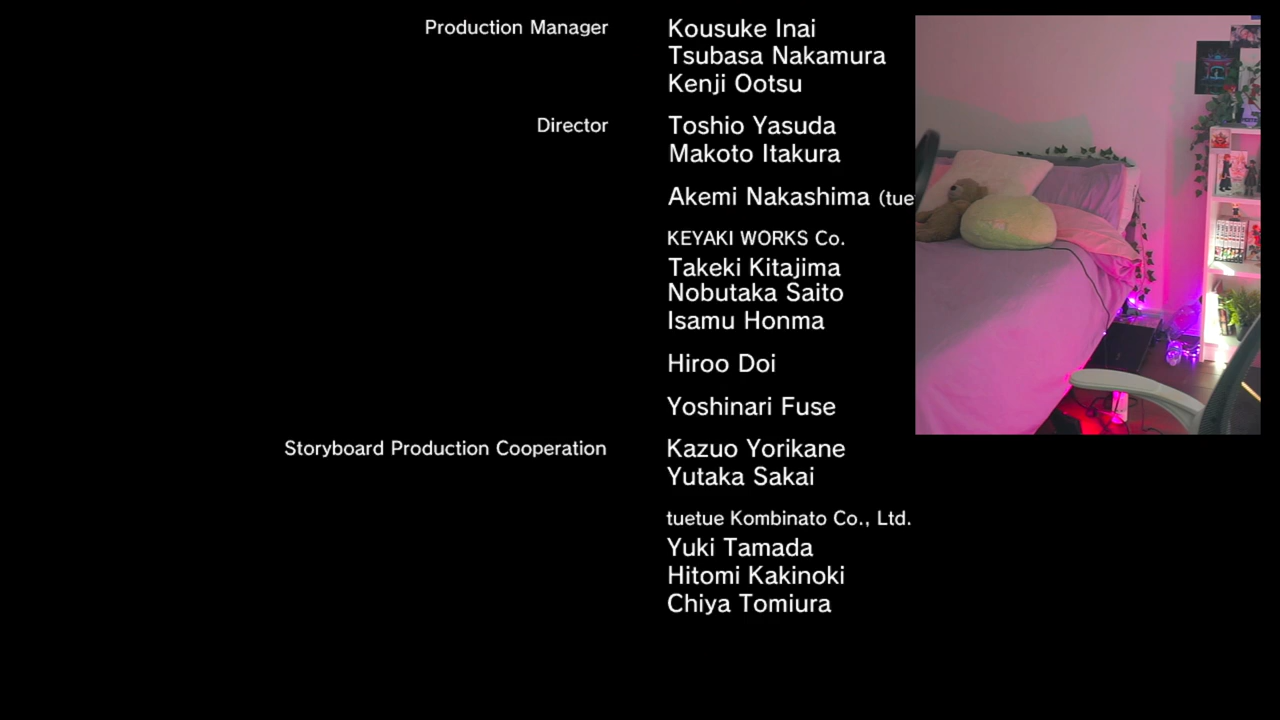 Production Manager Kousuke Inai
Tsubasa Nakamura
Kenji Ootsu
Director Toshio Yasuda
Makoto Itakura
Akemi Nakashima (tue
KEYAKI WORKS Co.
Takeki Kitajima
Nobutaka Saito
Isamu Honma
Hiroo Doi
Yoshinari Fuse
Storyboard Production Cooperation Kazuo Yorikane
Yutaka Sakai
tuetue Kombinato Co., Ltd.
Yuki Tamada
Hitomi Kakinoki
Chiya Tomiura